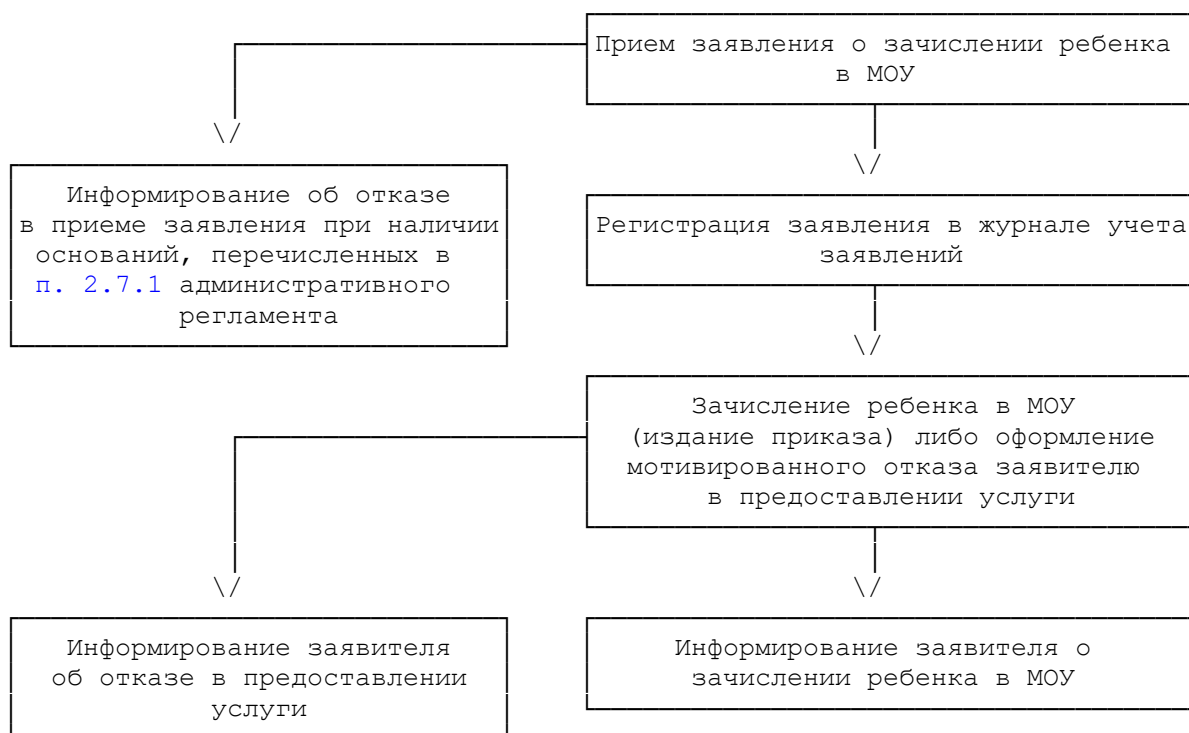 Прием заявления о зачислении ребенка
в МОУ
\/
\/
Информирование об отказе
в приеме заявления при наличии
оснований, перечисленных в
п. 2.7.1 административного
регламента
Регистрация заявления в журнале учета
заявлений
\/
Зачисление ребенка в МОУ
(издание приказа) либо оформление
мотивированного отказа заявителю
в предоставлении услуги
\/
\/
Информирование заявителя
об отказе в предоставлении
услуги
Информирование заявителя о
зачислении ребенка в МОУ